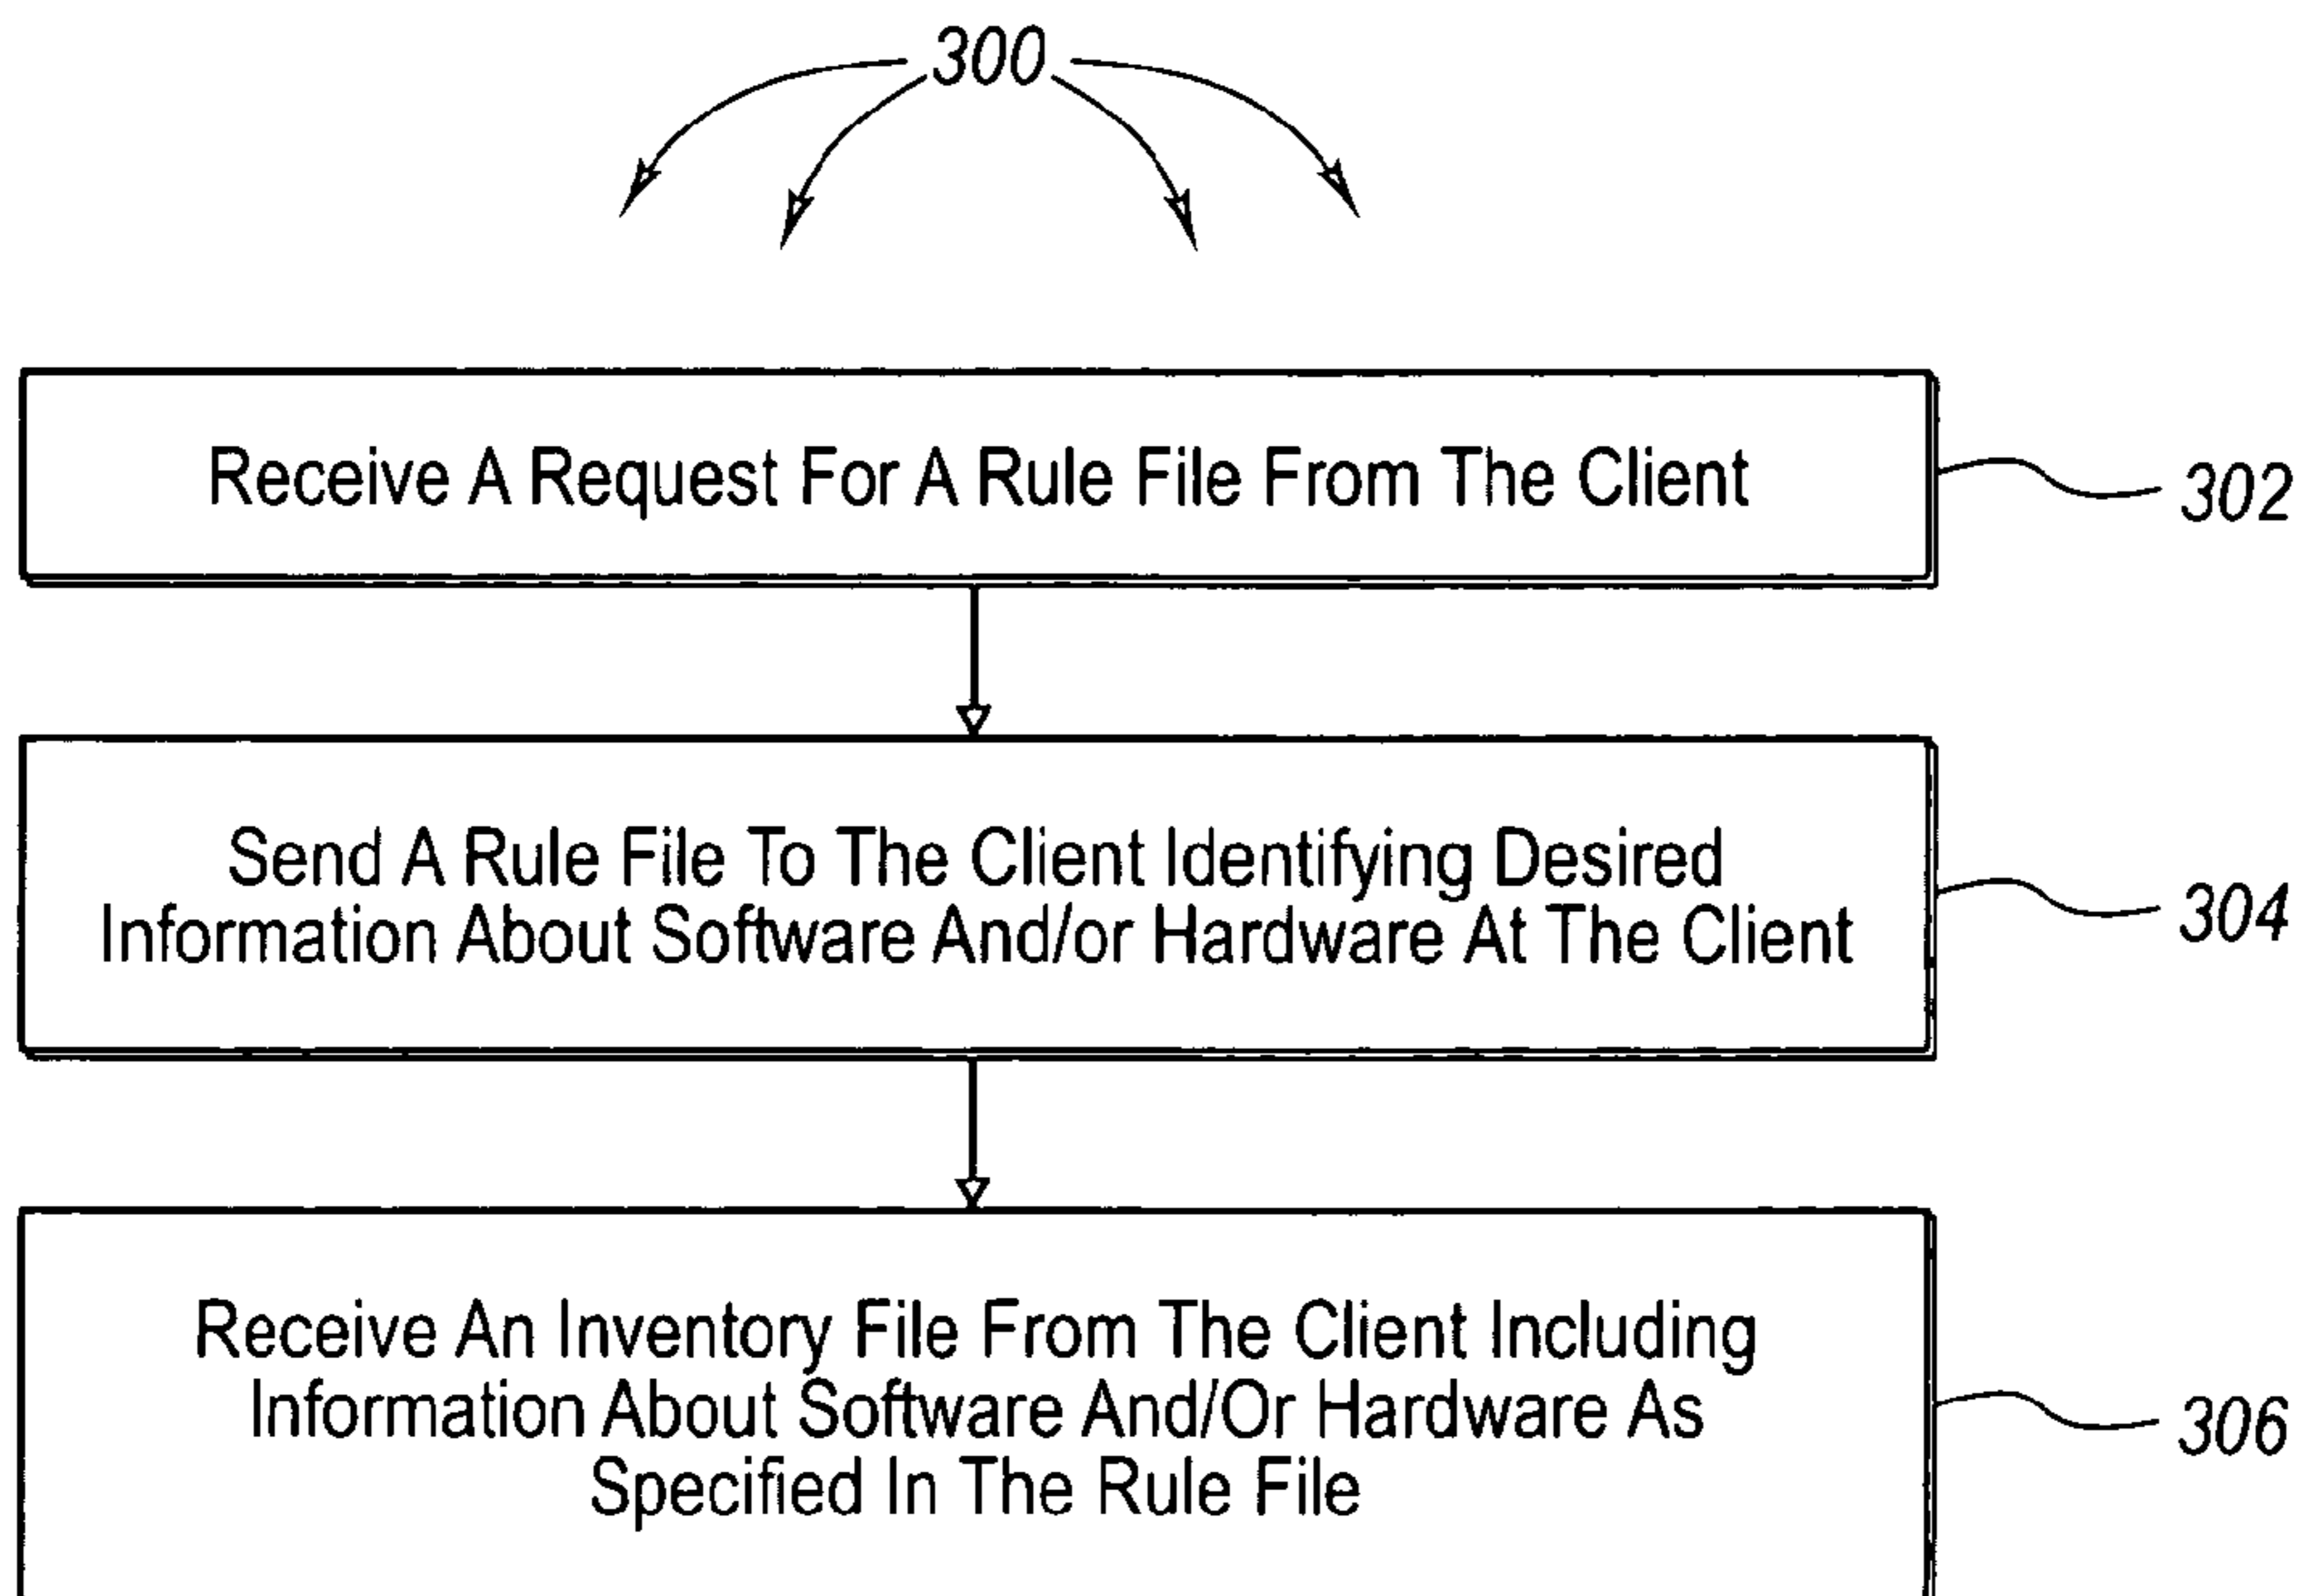 300
Receive A Request For A Rule File From The Client
302
Send A Rule File To The Client Identifying Desired
Information About Software And/or Hardware At The Client
304
Receive An Inventory File From The Client Including
Information About Software And/Or Hardware As
Specified In The Rule File
306